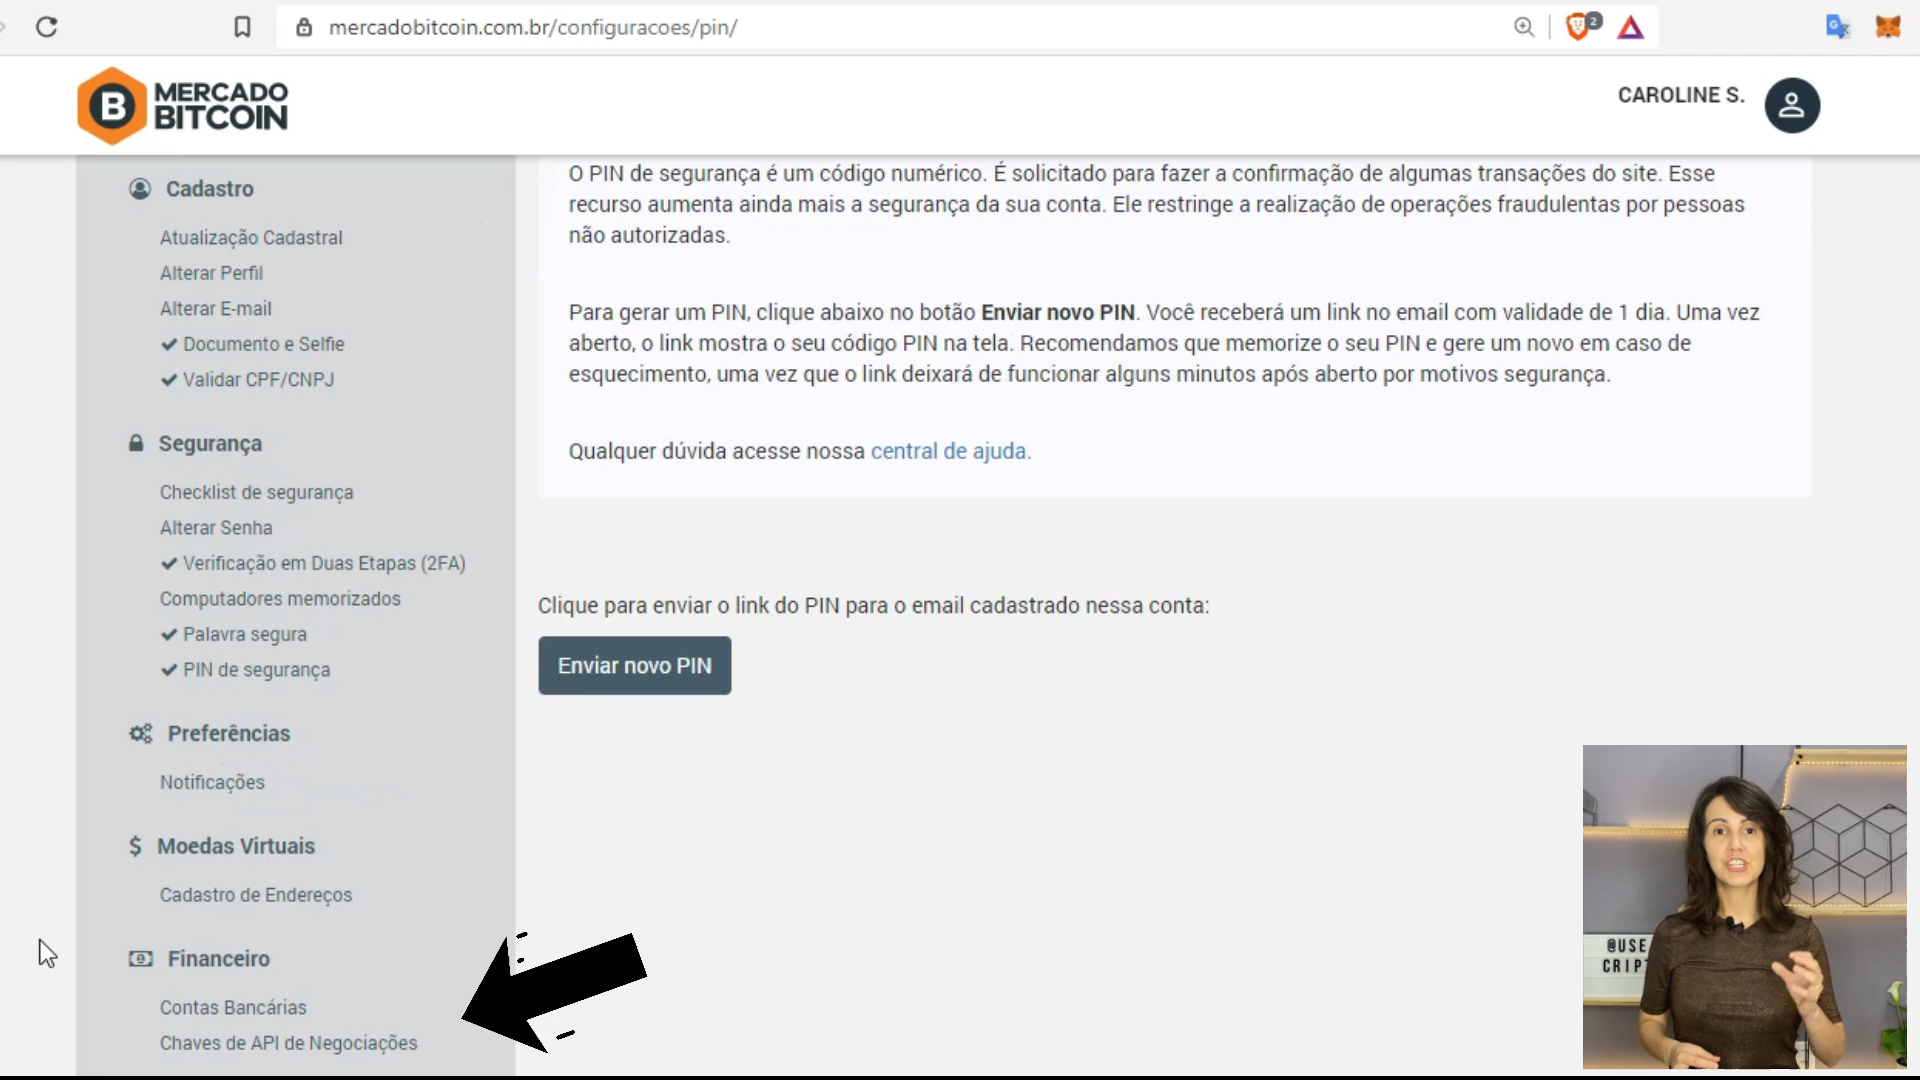 mercadobitcoin.com.br/configuracoes/pin/
2
MERCADO
BITCOIN
CAROLINE S.
Cadastro
Atualização Cadastral
Alterar Perfil
Alterar E-mail
Documento e Selfie
Validar CPF/CNPJ
Segurança
Checklist de segurança
Alterar Senha
Verificação em Duas Etapas (2FA)
Computadores memorizados
Palavra segura
PIN de segurança
Preferências
Notificações
Moedas Virtuais
Cadastro de Endereços
Financeiro
Contas Bancárias
Chaves de API de Negociações
O PIN de segurança é um código numérico. É solicitado para fazer a confirmação de algumas transações do site. Esse
recurso aumenta ainda mais a segurança da sua conta. Ele restringe a realização de operações fraudulentas por pessoas
não autorizadas.
Para gerar um PIN, clique abaixo no botão Enviar novo PIN. Você receberá um link no email com validade de 1 dia. Uma vez
aberto, o link mostra o seu código PIN na tela. Recomendamos que memorize o seu PIN e gere um novo em caso de
esquecimento, uma vez que o link deixará de funcionar alguns minutos após aberto por motivos segurança.
Qualquer dúvida acesse nossa central de ajuda.
Clique para enviar o link do PIN para o email cadastrado nessa conta:
Enviar novo PIN
@USE
CRIPT